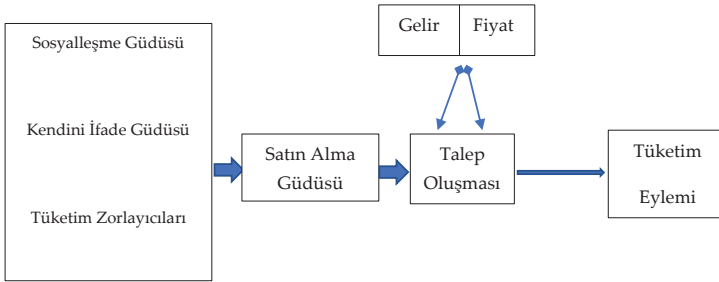 Sosyalleşme Güdüsü
Kendini İfade Güdüsü
Tüketim Zorlayıcıları
Satın Alma
Güdüsü
Gelir
Fiyat
Talep
Oluşması
Tüketim
Eylemi